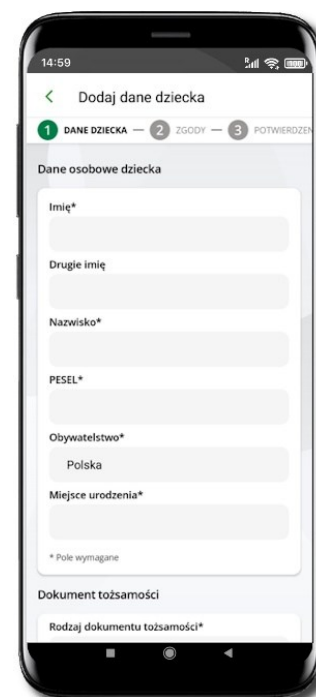 14:59
Dodaj dane dziecka
1 DANE DZIECKA — 2 ZGODY — 3 POTWIERDZEN
Dane osobowe dziecka
Imię*
Drugie imię
Nazwisko*
PESEL*
Obywatelstwo*
Polska
Miejsce urodzenia*
* Pole wymagane
Dokument tożsamości
Rodzaj dokumentu tożsamości*